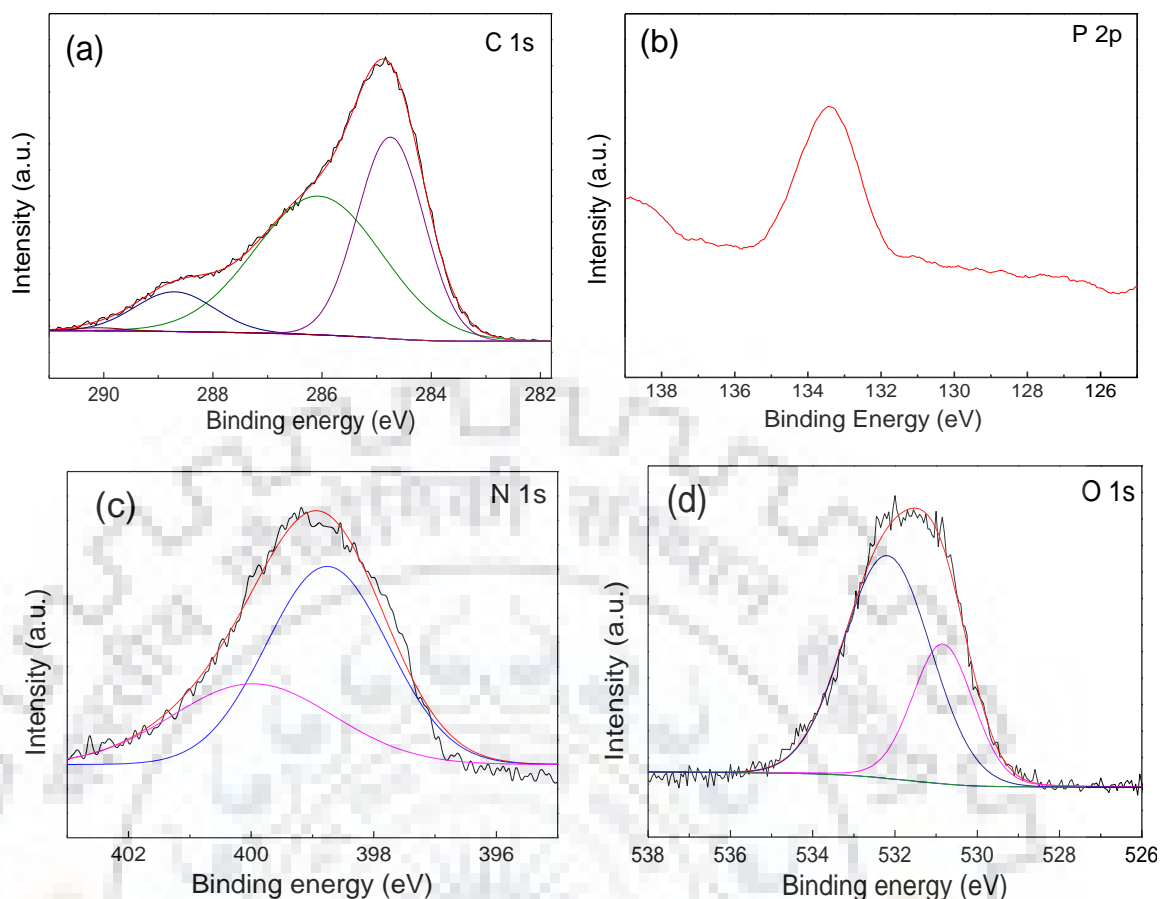 (a)
C 1s
Intensity (a.u.)
290 288 286 284 282
Binding energy (eV)
(b)
P 2p
Intensity (a.u.)
138 136 134 132 130 128 126
Binding Energy (eV)
(c)
N 1s
Intensity (a.u.)
402 400 398 396
Binding energy (eV)
(d)
O 1s
Intensity (a.u.)
538 536 534 532 530 528 526
Binding energy (eV)